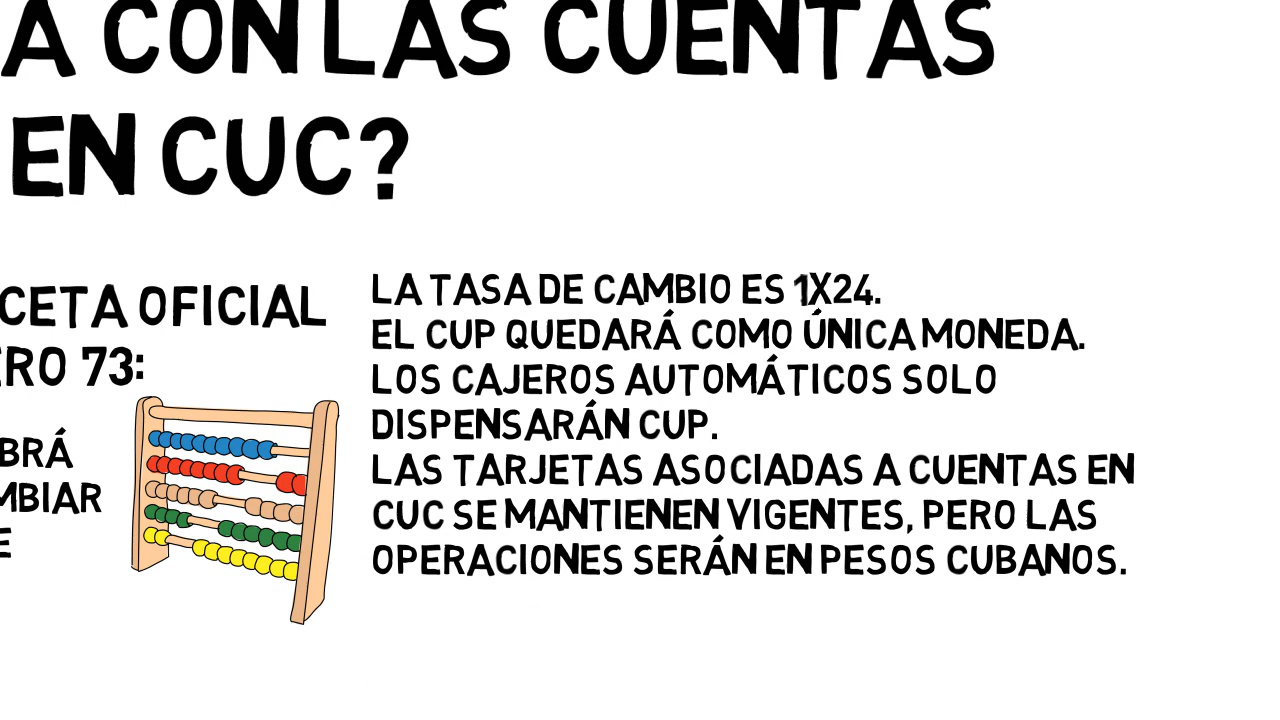 A CON LAS CUENTAS
EN CUC?
CETA OFICIAL
ERO 73:
BRÁ
MBIAR
E
LA TASA DE CAMBIO ES 1X24.
EL CUP QUEDARÁ COMO ÚNICA MONEDA.
LOS CAJEROS AUTOMÁTICOS SOLO
DISPENSARÁN CUP.
LAS TARJETAS ASOCIADAS A CUENTAS EN
CUC SE MANTIENEN VIGENTES, PERO LAS
OPERACIONES SERÁN EN PESOS CUBANOS.